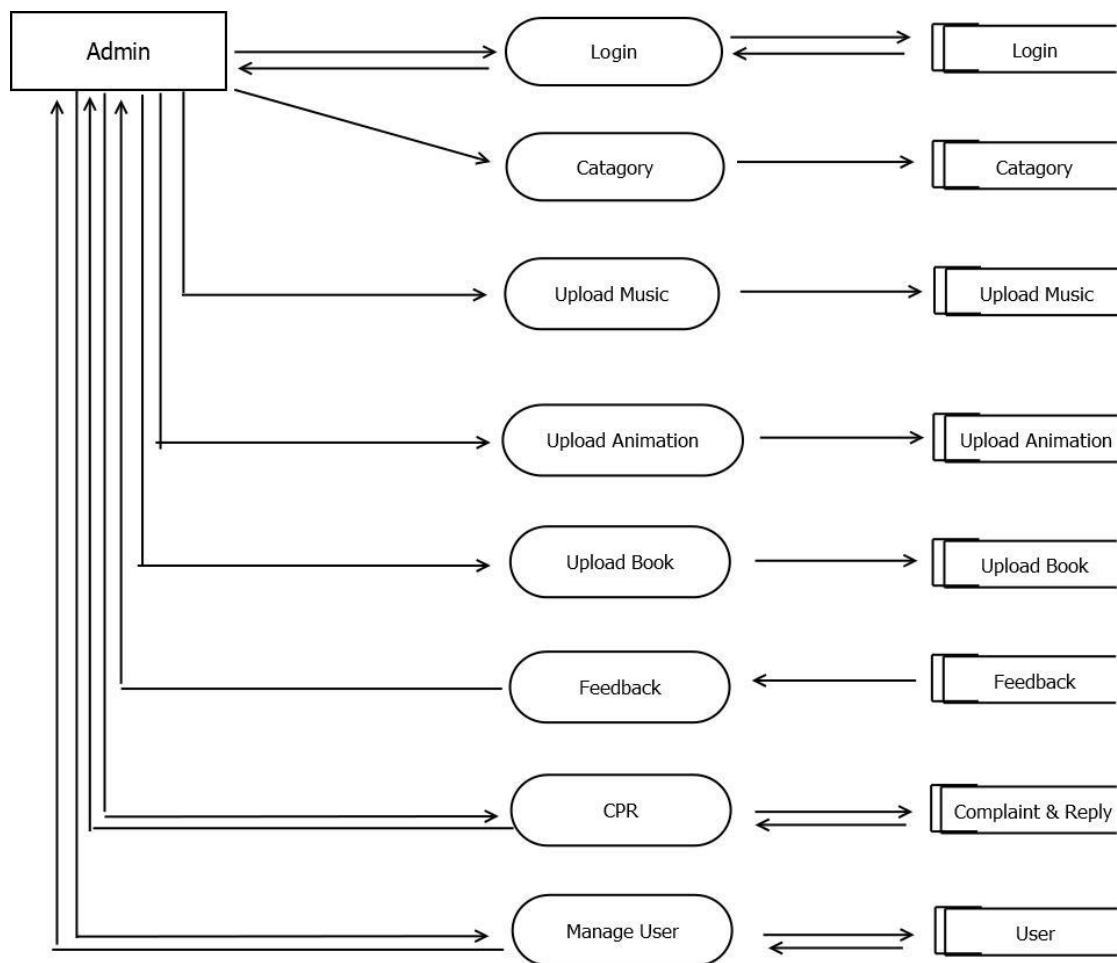 Admin
Login
Login
Catagory
Catagory
Upload Music
Upload Music
Upload Animation
Upload Animation
Upload Book
Upload Book
Feedback
Feedback
CPR
Complaint & Reply
Manage User
User